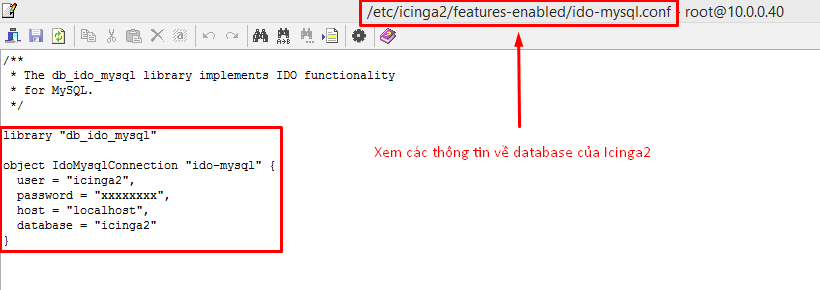 /etc/icinga2/features-enabled/ido-mysql.conf - root@10.0.0.40
/**
 * The db_ido_mysql library implements IDO functionality
 * for MySQL.
 */
library "db_ido_mysql"
object IdoMysqlConnection "ido-mysql" {
  user = "icinga2",
  password = "xxxxxxxx",
  host = "localhost",
  database = "icinga2"
}
Xem các thông tin về database của Icinga2